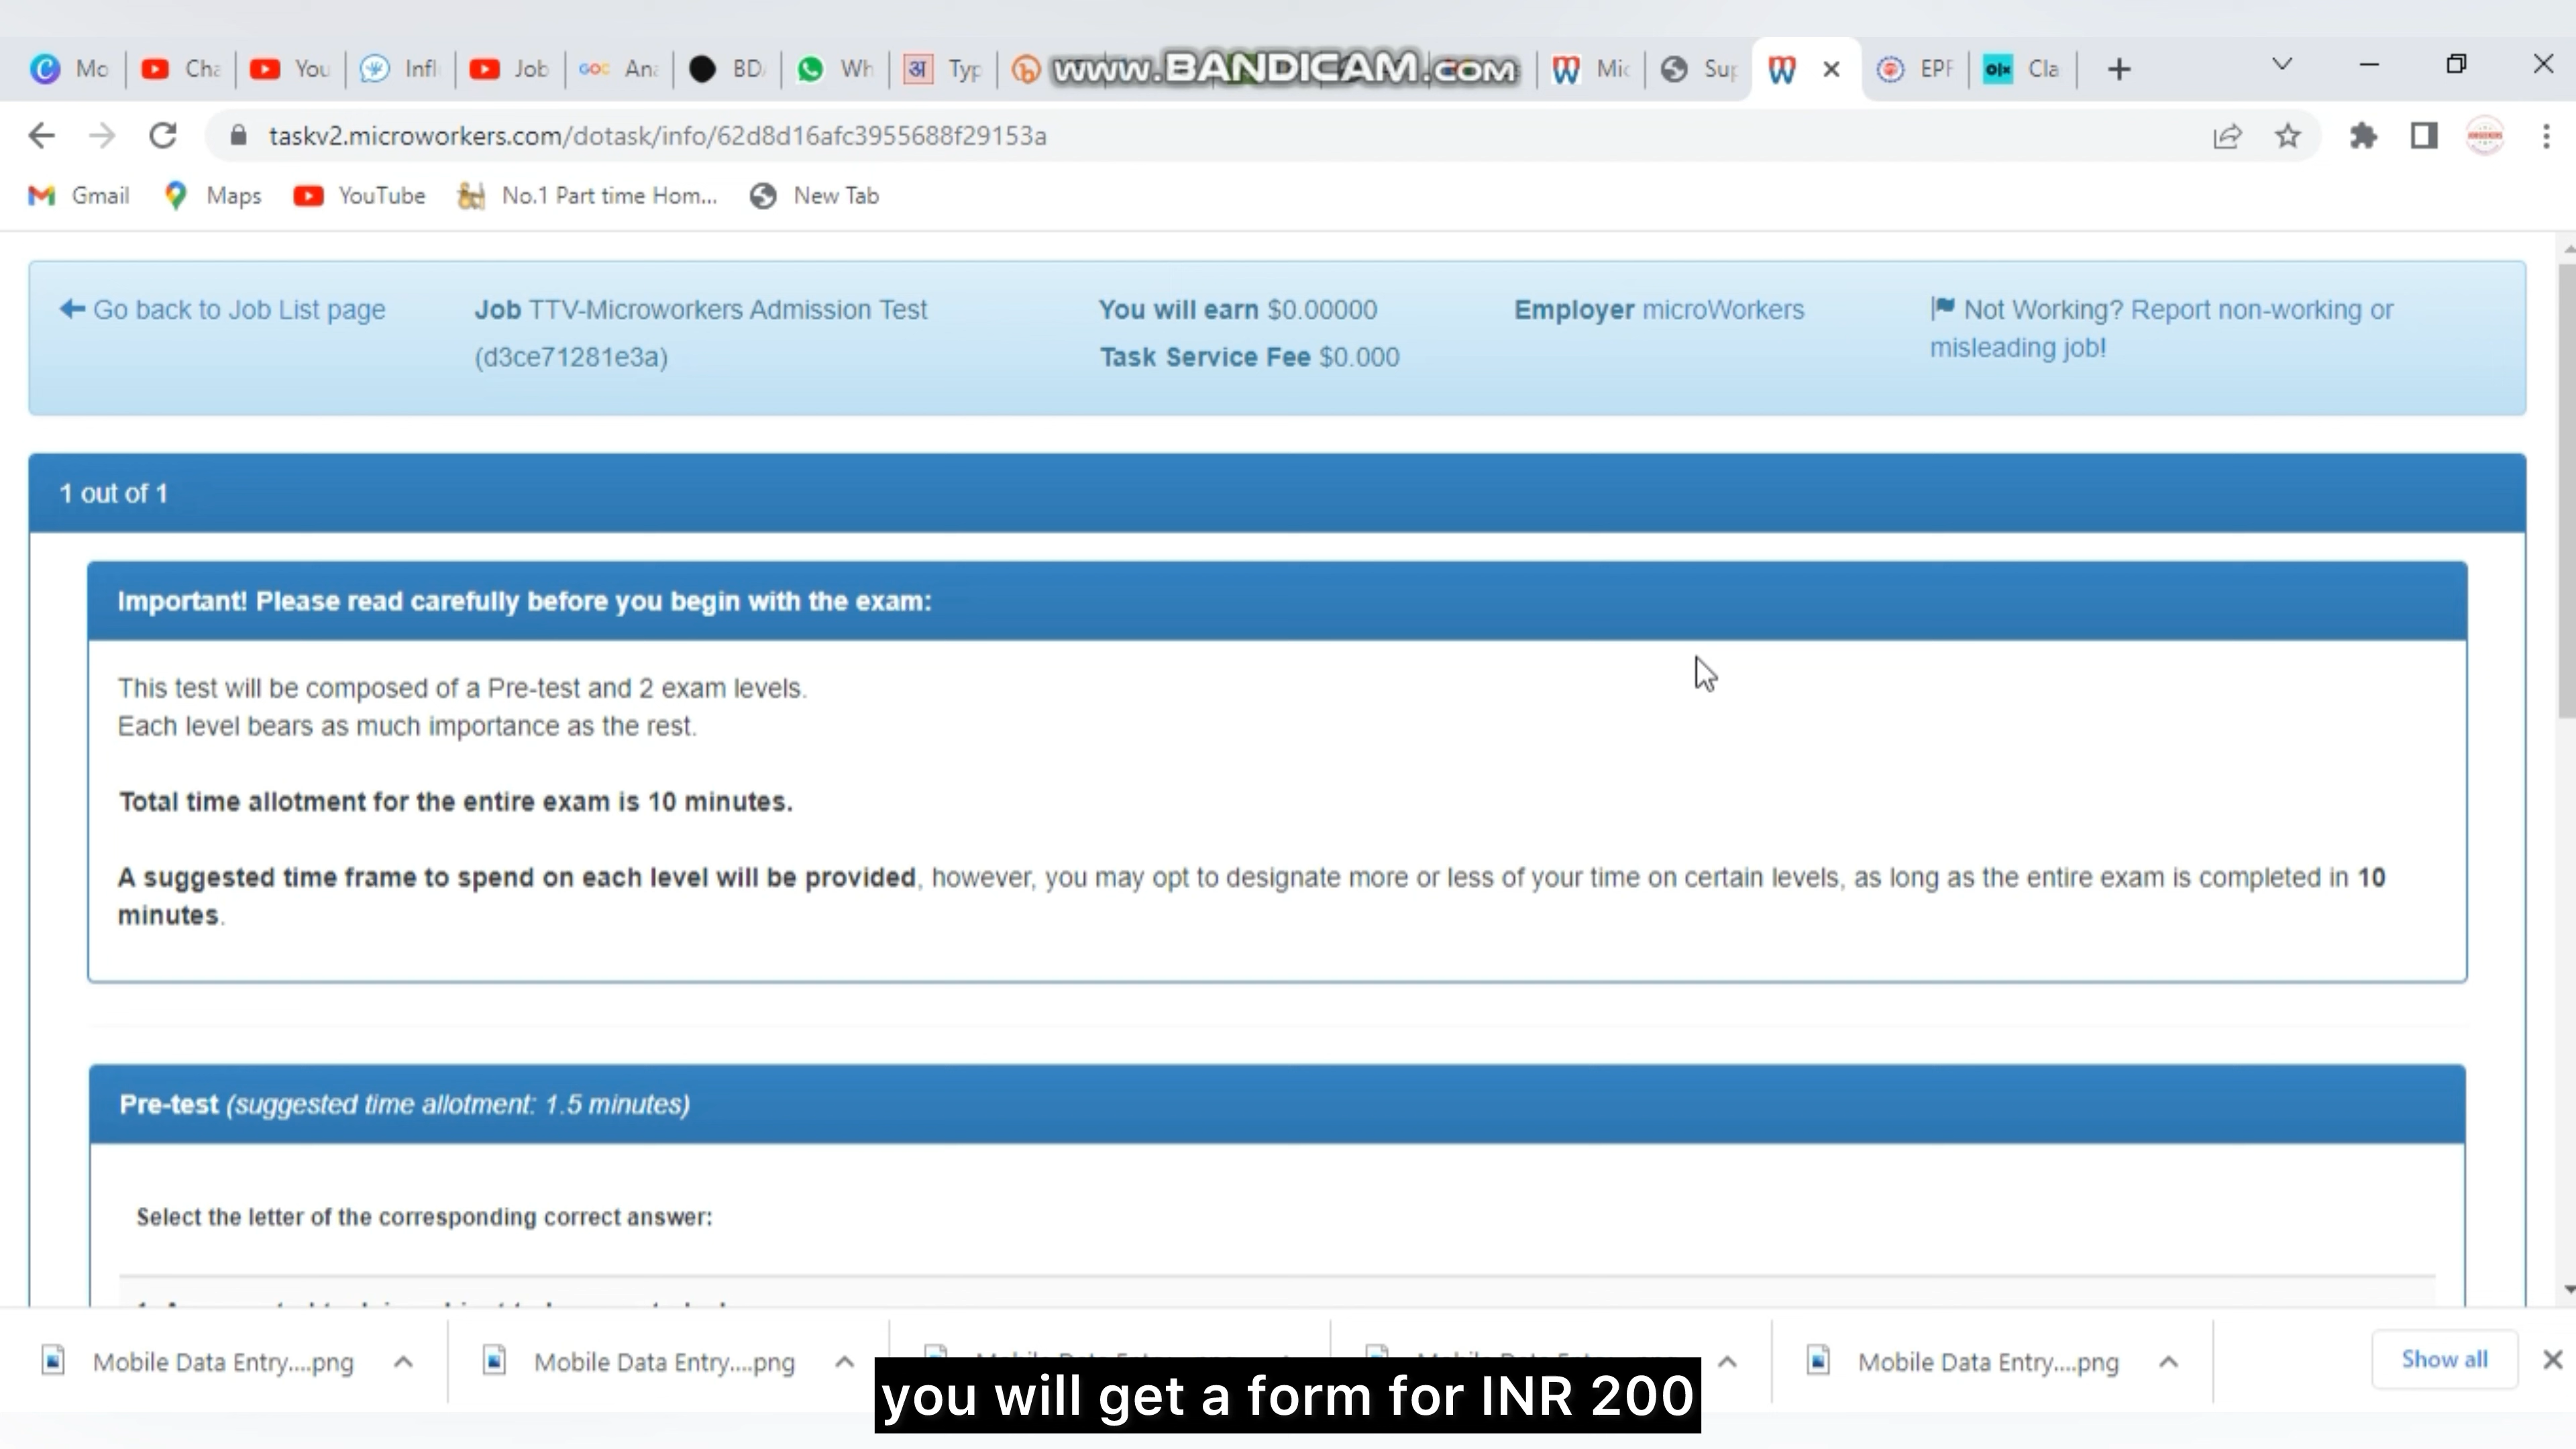 Mo
Cha
You
Infl
Job
GOC Ana
BD
Wh
अ Typ
www.BANDICAM.com
Mic
Sup
EPF
olx Cla
taskv2.microworkers.com/dotask/info/62d8d16afc3955688f29153a
Gmail
Maps
YouTube
No.1 Part time Hom...
New Tab
Go back to Job List page
Job TTV-Microworkers Admission Test
(d3ce71281e3a)
You will earn $0.00000
Task Service Fee $0.000
Employer microWorkers
Not Working? Report non-working or
misleading job!
1 out of 1
Important! Please read carefully before you begin with the exam:
This test will be composed of a Pre-test and 2 exam levels.
Each level bears as much importance as the rest.
Total time allotment for the entire exam is 10 minutes.
A suggested time frame to spend on each level will be provided, however, you may opt to designate more or less of your time on certain levels, as long as the entire exam is completed in 10
minutes.
Pre-test (suggested time allotment: 1.5 minutes)
Select the letter of the corresponding correct answer:
Mobile Data Entry....png
Mobile Data Entry....png
Mobile Data Entry....png
Show all
you will get a form for INR 200